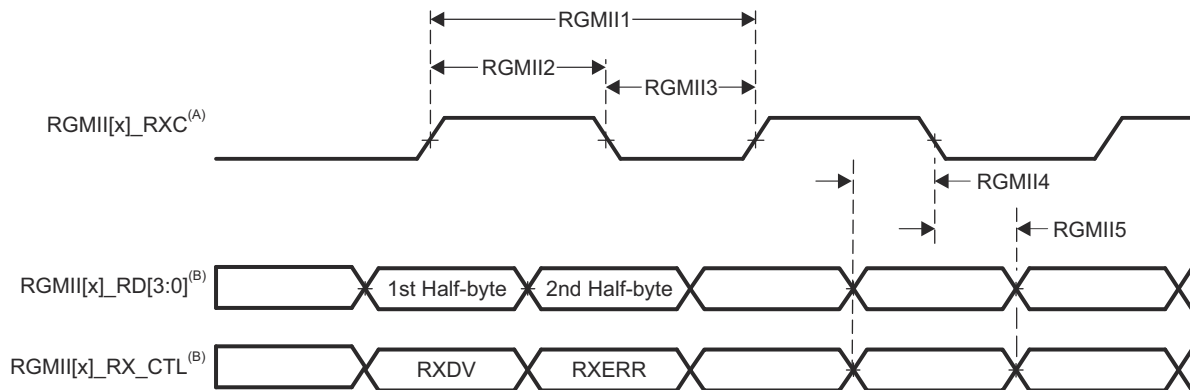 RGMII1
RGMII2
RGMII3
RGMII[x]_RXC(A)
RGMII4
RGMII5
RGMII[x]_RD[3:0](B)
1st Half-byte
2nd Half-byte
RGMII[x]_RX_CTL(B)
RXDV
RXERR